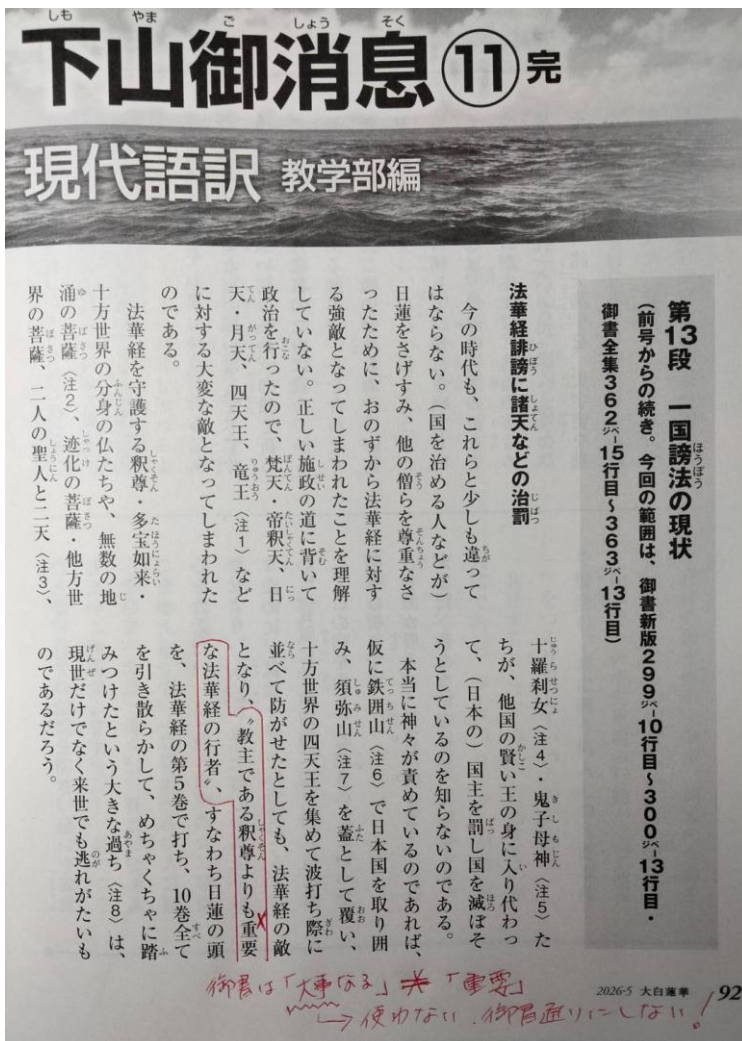 下山御消息⑪完
しもやまごしょうそく
現代語訳 教学部編
第13段 一国謗法の現状
ほうぼう
(前号からの続き。今回の範囲は、御書新版299ページ10行目～300ページ13行目・
御書全集362ページ15行目～363ページ13行目)
法華経誹謗に諸天などの治罰
ひぼう しょてん じばつ
今の時代も、これらと少しも違って
はならない。(国を治める人などが)
日蓮をさげすみ、他の僧らを尊重なさ
ったために、おのずから法華経に対す
る強敵となってしまわれたことを理解
していない。正しい施政の道に背いて
政治を行ったので、梵天・帝釈天、日
天・月天、四天王、竜王〈注1〉など
に対する大変な敵となってしまわれた
のである。
法華経を守護する釈尊・多宝如来・
十方世界の分身の仏たちや、無数の地
涌の菩薩〈注2〉、迹化の菩薩・他方世
界の菩薩、二人の聖人と二天〈注3〉、
十羅刹女〈注4〉・鬼子母神〈注5〉た
ちが、他国の賢い王の身に入り代わっ
て、(日本の)国主を罰し国を滅ぼそ
うとしているのを知らないのである。
本当に神々が責めているのであれば、
仮に鉄囲山〈注6〉で日本国を取り囲
み、須弥山〈注7〉を蓋として覆い、
十方世界の四天王を集めて波打ち際に
並べて防がせたとしても、法華経の敵
となり、〝教主である釈尊よりも重要
な法華経の行者〟、すなわち日蓮の頭
を、法華経の第5巻で打ち、10巻全て
を引き散らかして、めちゃくちゃに踏
みつけたという大きな過ち〈注8〉は、
現世だけでなく来世でも逃れがたいも
のであるだろう。
御書は「大事なる」 「重要」
→使わない.御書通りにしない!
2026・5 大白蓮華 92